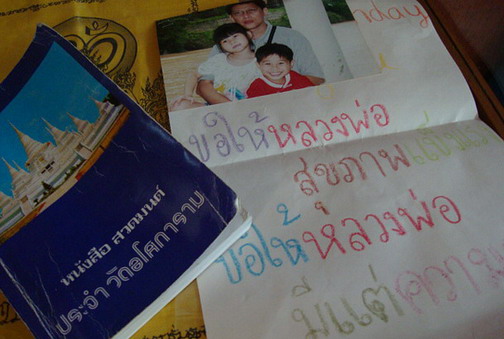 nday
ขอให้หลวงพ่อ
สุขภาพแข็งแรง
ขอให้หลวงพ่อ
มีแต่ความ
หนังสือ สวดมนต์
ประจำ วัดอโศการาม